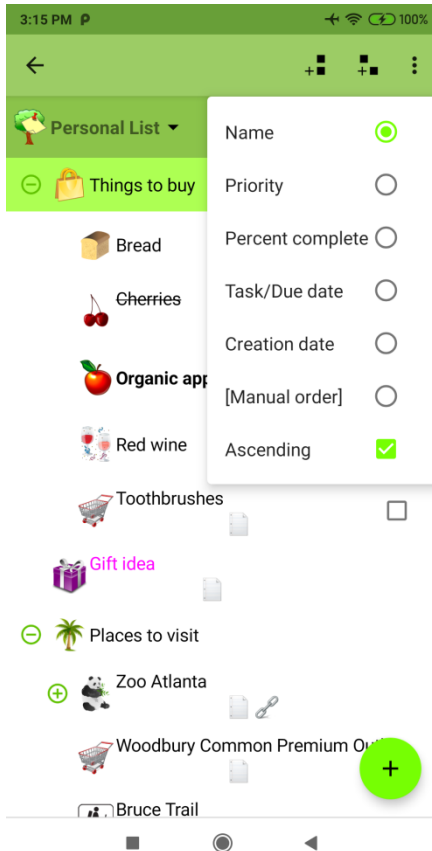 3:15 PM
100%
Personal List
Name
Priority
Percent complete
Task/Due date
Creation date
[Manual order]
Ascending
Things to buy
Bread
Cherries
Organic app
Red wine
Toothbrushes
Gift idea
Places to visit
Zoo Atlanta
Woodbury Common Premium
Bruce Trail